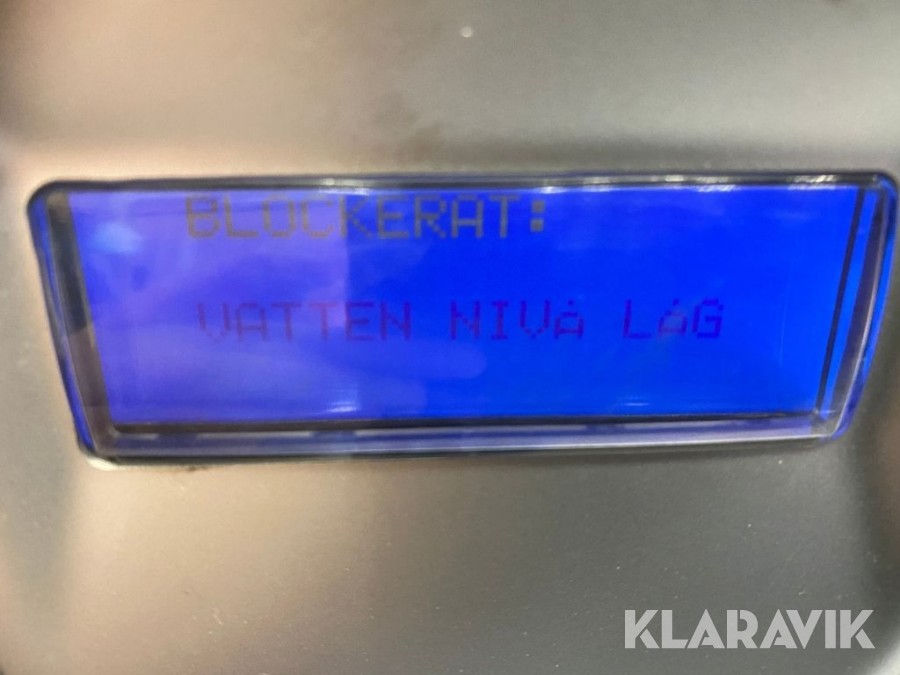 BLOCKERAT:
VATTEN NIVÅ LÅG
KLARAVIK